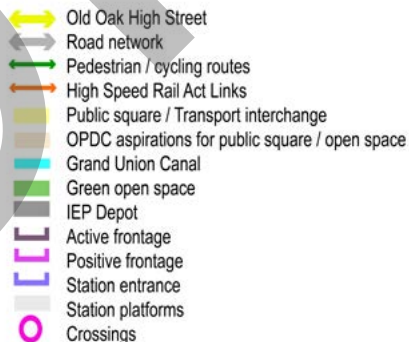 Old Oak High Street
Road network
Pedestrian / cycling routes
High Speed Rail Act Links
Public square / Transport interchange
OPDC aspirations for public square / open space
Grand Union Canal
Green open space
IEP Depot
Active frontage
Positive frontage
Station entrance
Station platforms
Crossings